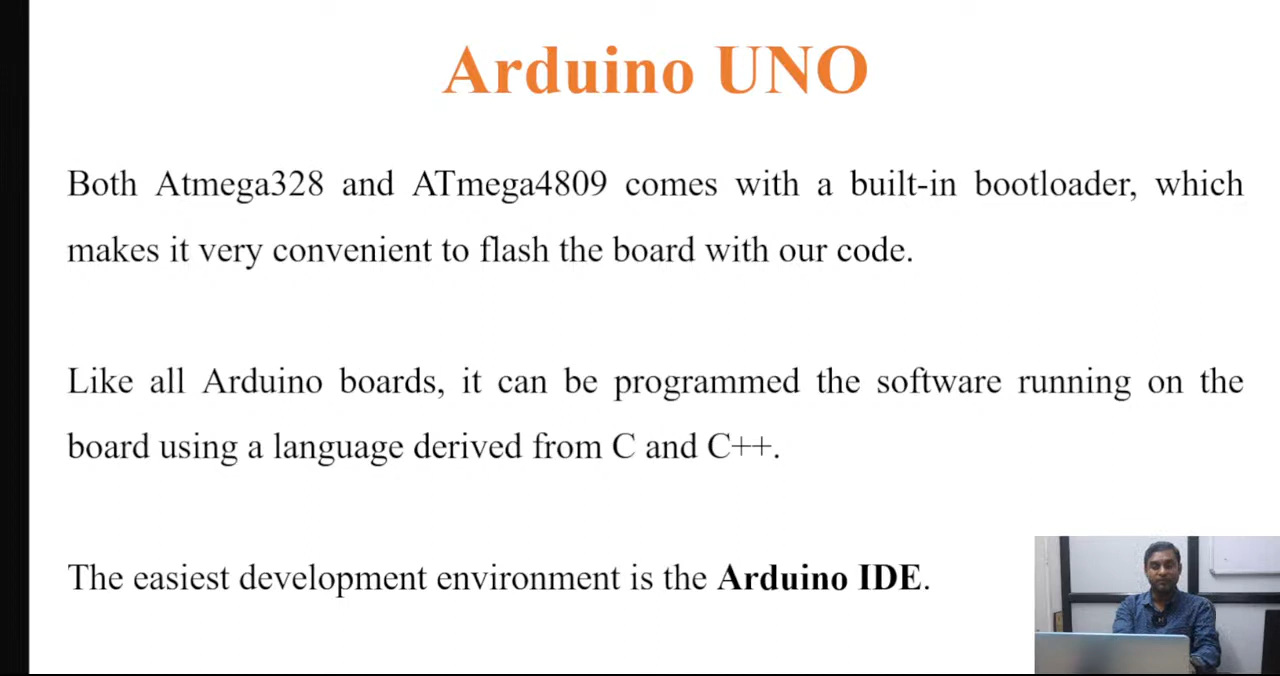 Arduino UNO
Both Atmega328 and ATmega4809 comes with a built-in bootloader, which
makes it very convenient to flash the board with our code.
Like all Arduino boards, it can be programmed the software running on the
board using a language derived from C and C++.
The easiest development environment is the Arduino IDE.